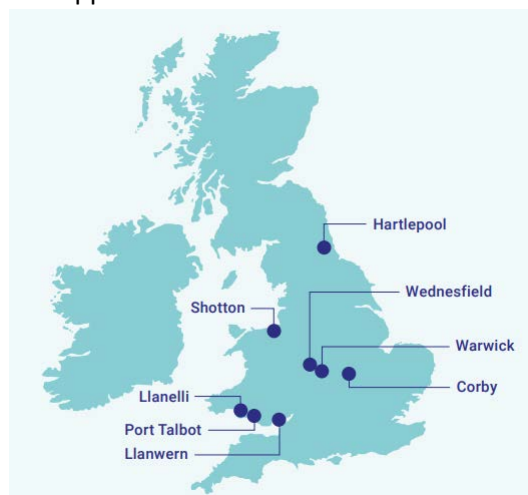 Hartlepool
Wednesfield
Shotton
Warwick
Corby
Llanelli
Port Talbot
Llanwern